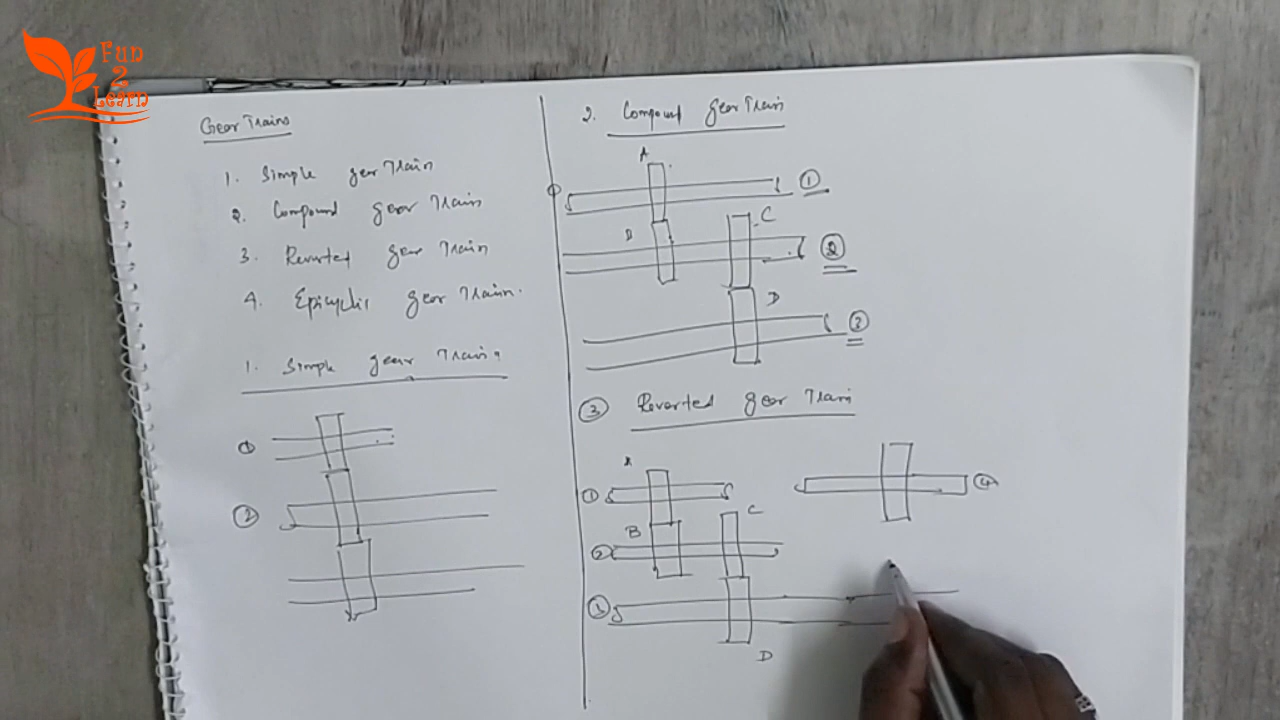 Fun
2
Learn
Gear Trains
1. Simple gear Train
2. Compound gear Train
3. Reverted gear Train
4. Epicyclic gear Train.
1. Simple gear Train,
1
2
2. Compound gear Train
A
1
B
C
2
D
3
3 Reverted gear Train
A
1
4
C
B
2
3
D